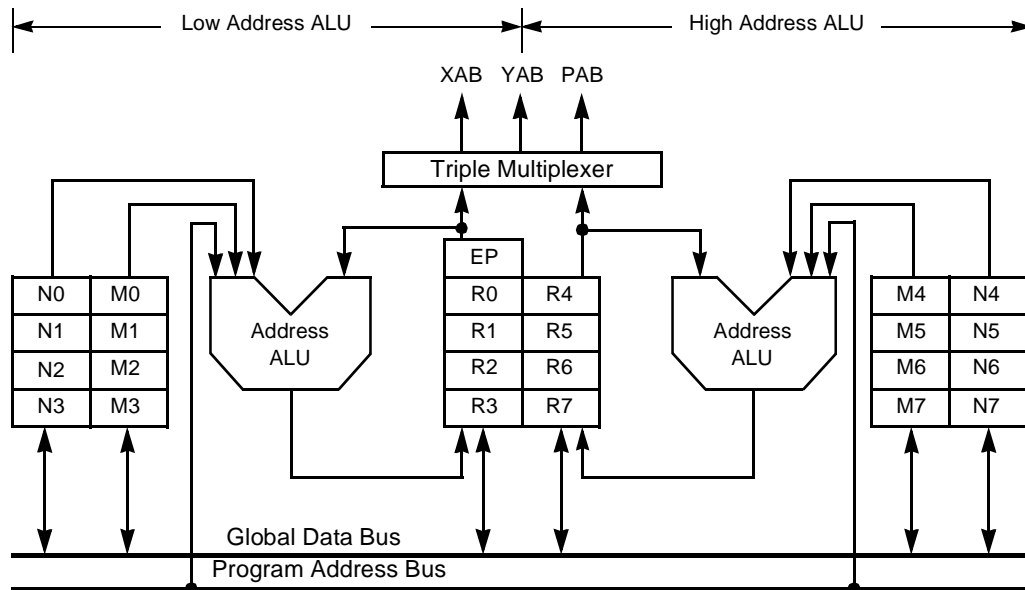 Low Address ALU
High Address ALU
XAB YAB PAB
Triple Multiplexer
EP
N0 M0 R0 R4 M4 N4
N1 M1 R1 R5 M5 N5
N2 M2 R2 R6 M6 N6
N3 M3 R3 R7 M7 N7
Address
ALU
Address
ALU
Global Data Bus
Program Address Bus